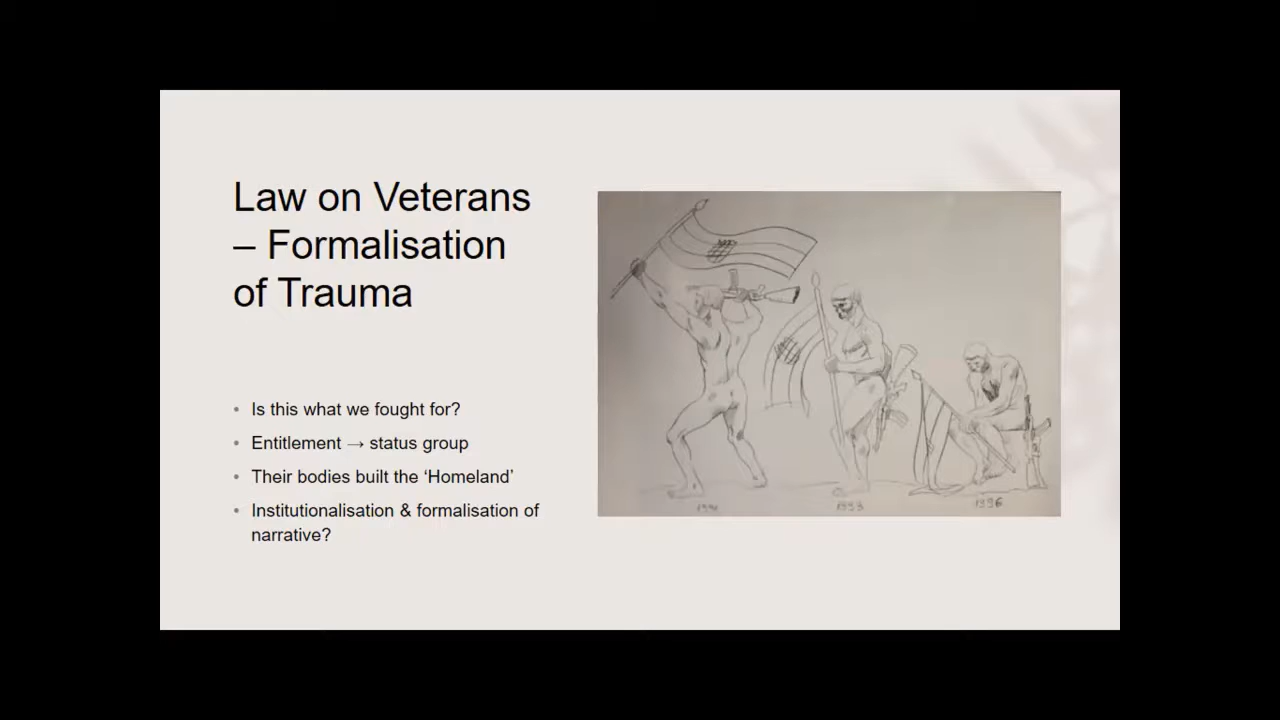 Law on Veterans
– Formalisation
of Trauma
• Is this what we fought for?
• Entitlement → status group
• Their bodies built the ‘Homeland’
• Institutionalisation & formalisation of
narrative?
1993
1996